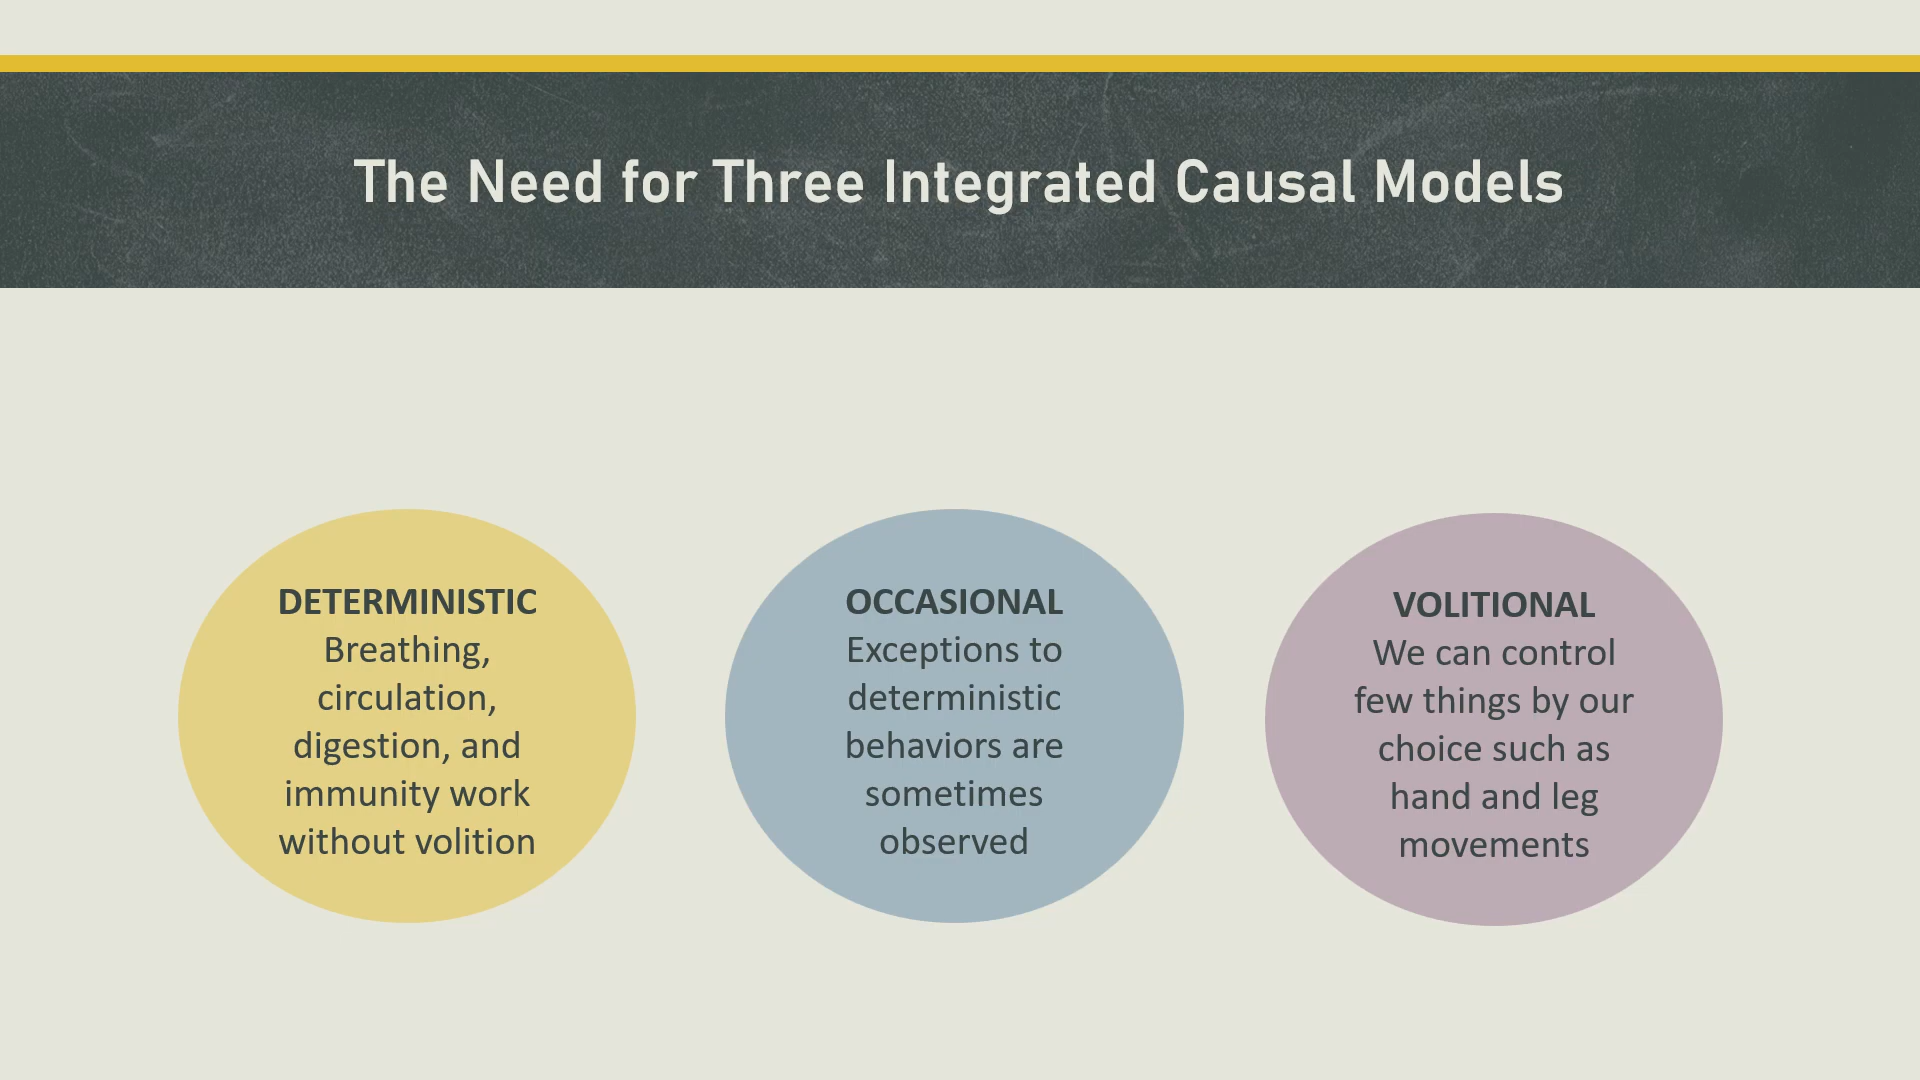 The Need for Three Integrated Causal Models
DETERMINISTIC
Breathing,
circulation,
digestion, and
immunity work
without volition
OCCASIONAL
Exceptions to
deterministic
behaviors are
sometimes
observed
VOLITIONAL
We can control
few things by our
choice such as
hand and leg
movements